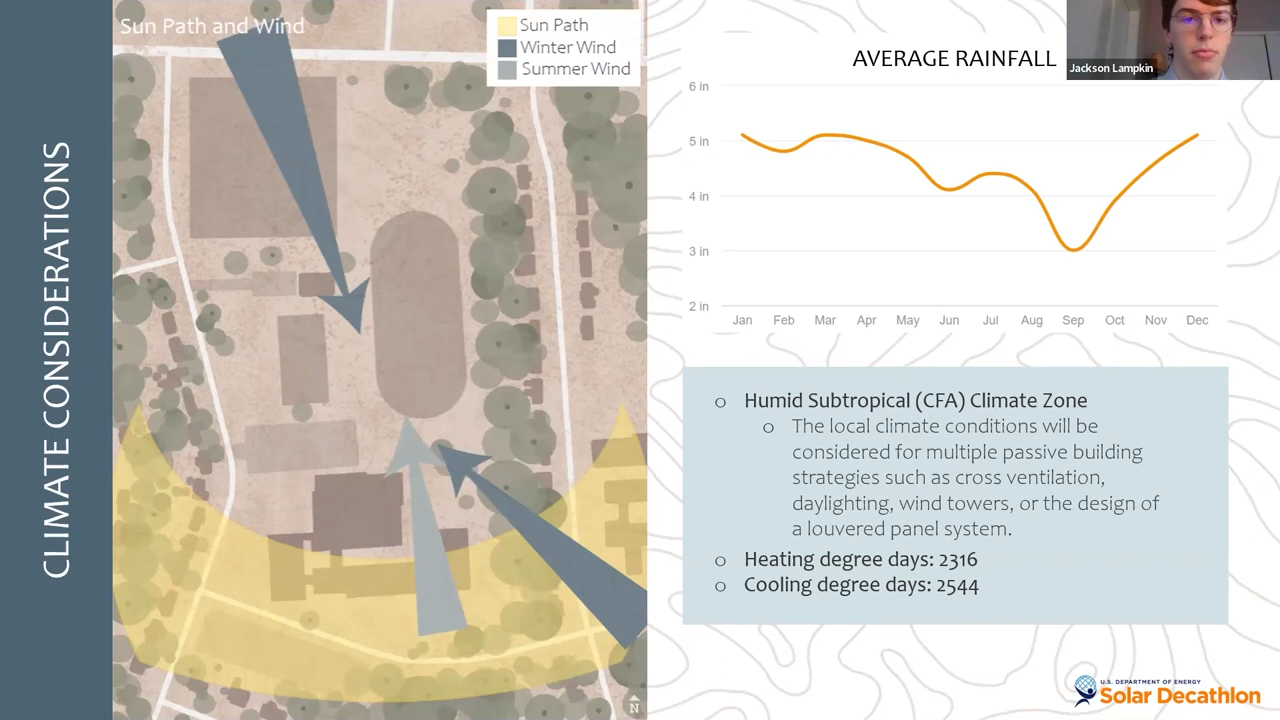 CLIMATE CONSIDERATIONS
Sun Path and Wind
Sun Path
Winter Wind
Summer Wind
N
AVERAGE RAINFALL
Jackson Lampkin
6 in
5 in
4 in
3 in
2 in
Jan Feb Mar Apr May Jun Jul Aug Sep Oct Nov Dec
o Humid Subtropical (CFA) Climate Zone
o The local climate conditions will be
considered for multiple passive building
strategies such as cross ventilation,
daylighting, wind towers, or the design of
a louvered panel system.
o Heating degree days: 2316
o Cooling degree days: 2544
U.S. DEPARTMENT OF ENERGY
Solar Decathlon